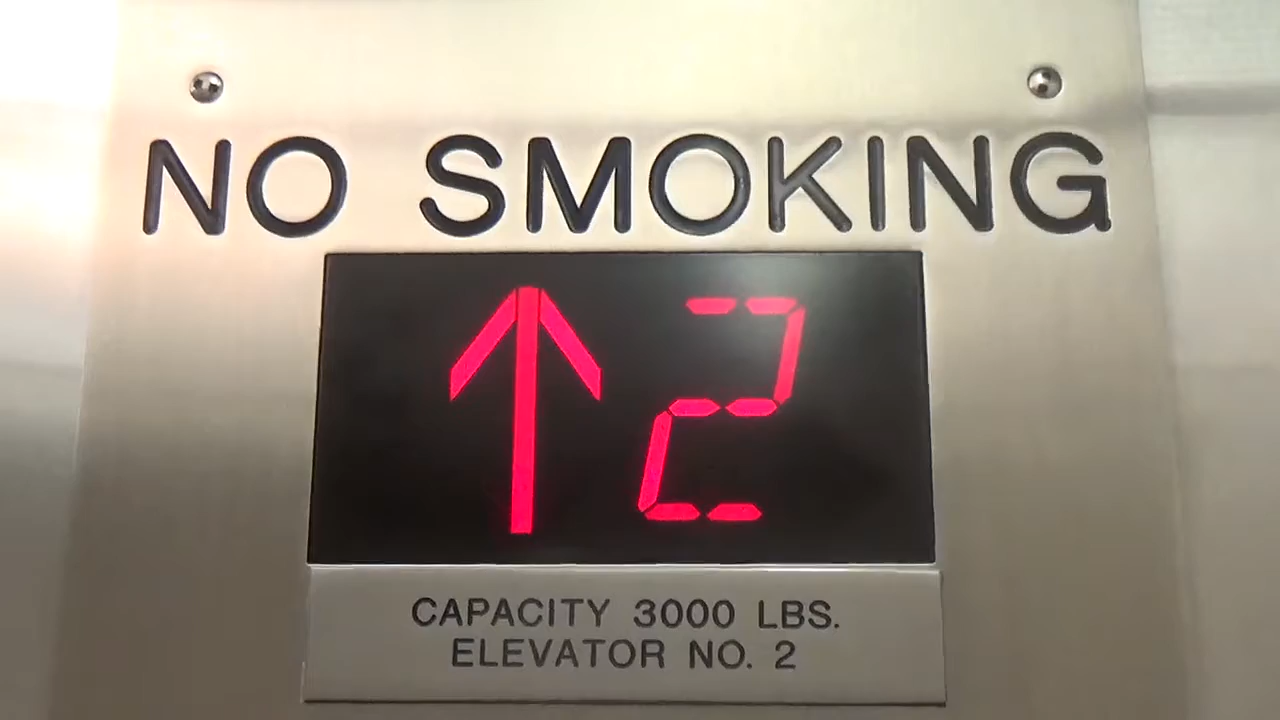 NO SMOKING
↑2
CAPACITY 3000 LBS.
ELEVATOR NO. 2